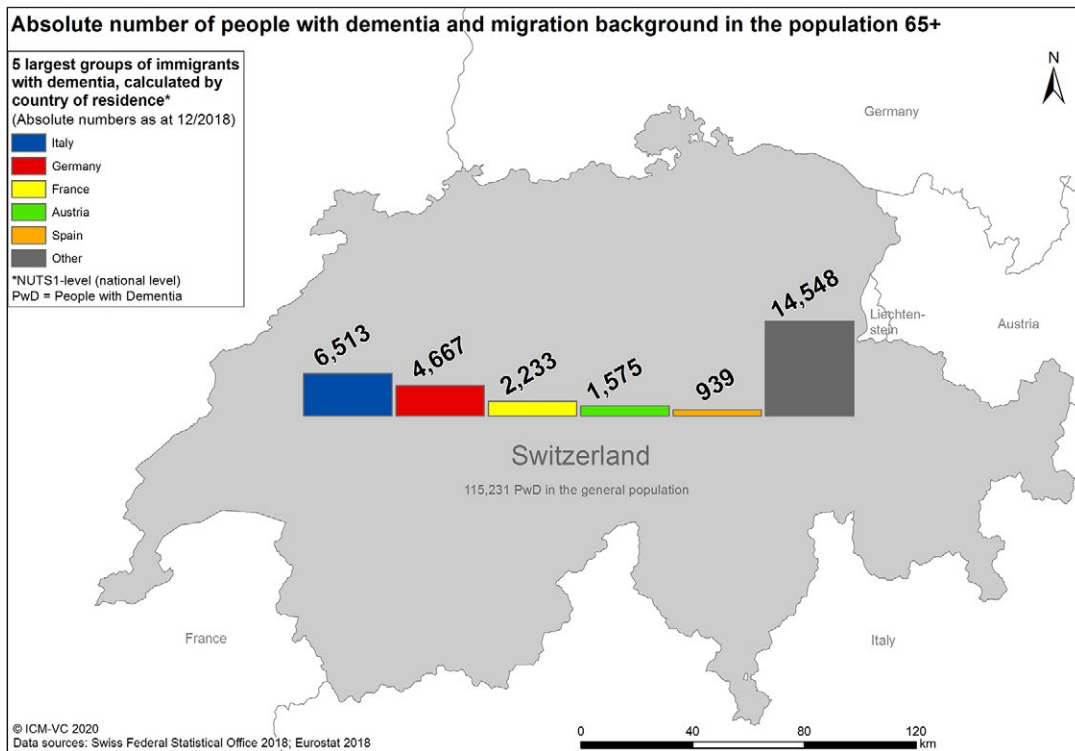 Absolute number of people with dementia and migration background in the population 65+
5 largest groups of immigrants
with dementia, calculated by
country of residence*
(Absolute numbers as at 12/2018)
Italy
Germany
France
Austria
Spain
Other
*NUTS1-level (national level)
PwD = People with Dementia
N
Germany
Liechten-
stein
Austria
6,513
4,667
2,233
1,575
939
14,548
Switzerland
115,231 PwD in the general population
France
Italy
© ICM-VC 2020
Data sources: Swiss Federal Statistical Office 2018; Eurostat 2018
0 40 80 120
km